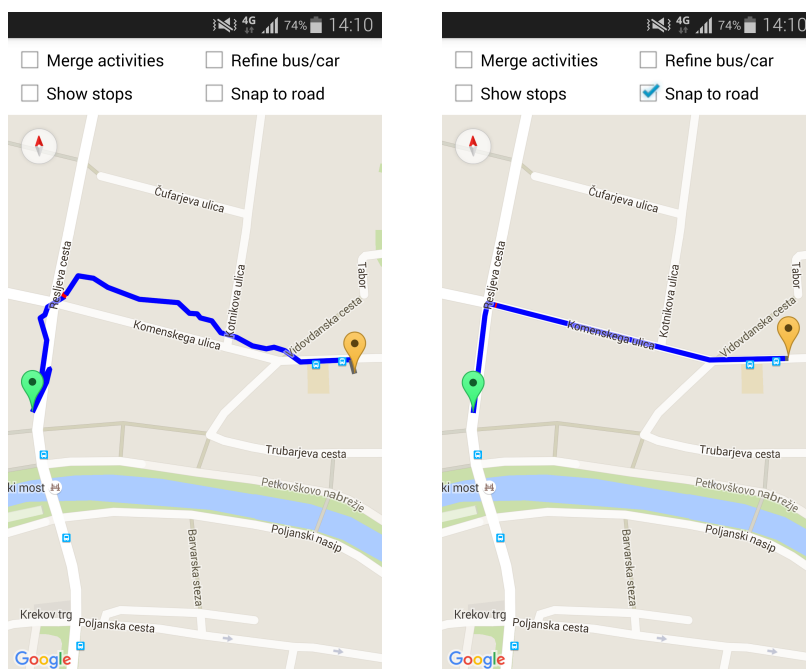 4G 74% 14:10
Merge activities Refine bus/car
Show stops Snap to road
Čufarjeva ulica
Resljeva cesta
Kotnikova ulica
Tabor
Komenskega ulica
Vidovdanska cesta
Trubarjeva cesta
ki most
Petkovškovo nabrežje
Poljanski nasip
Barvarska steza
Krekov trg
Poljanska cesta
Google
4G 74% 14:10
Merge activities Refine bus/car
Show stops Snap to road
Čufarjeva ulica
Resljeva cesta
Kotnikova ulica
Tabor
Komenskega ulica
Vidovdanska cesta
Trubarjeva cesta
ki most
Petkovškovo nabrežje
Poljanski nasip
Barvarska steza
Krekov trg
Poljanska cesta
Google